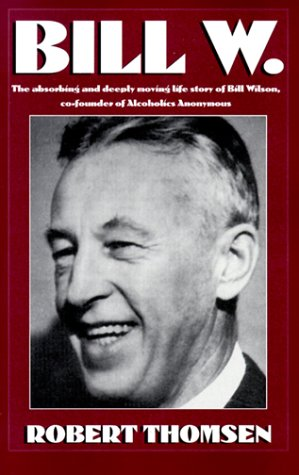 BILL W.
The absorbing and deeply moving life story of Bill Wilson,
co-founder of Alcoholics Anonymous
ROBERT THOMSEN